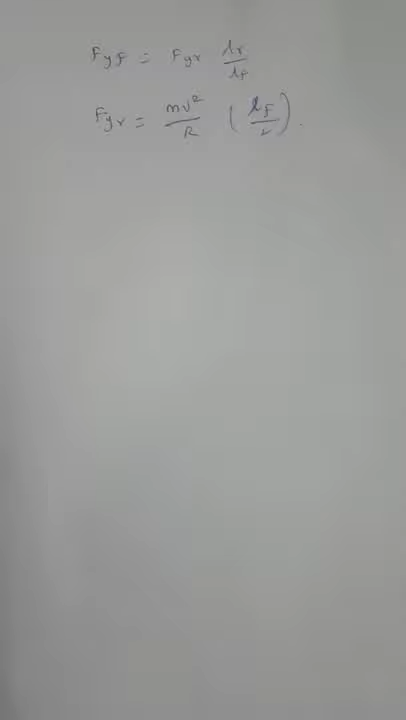 Fyf = Fyr lr/lf
Fyr = mv²/R (lf/L).